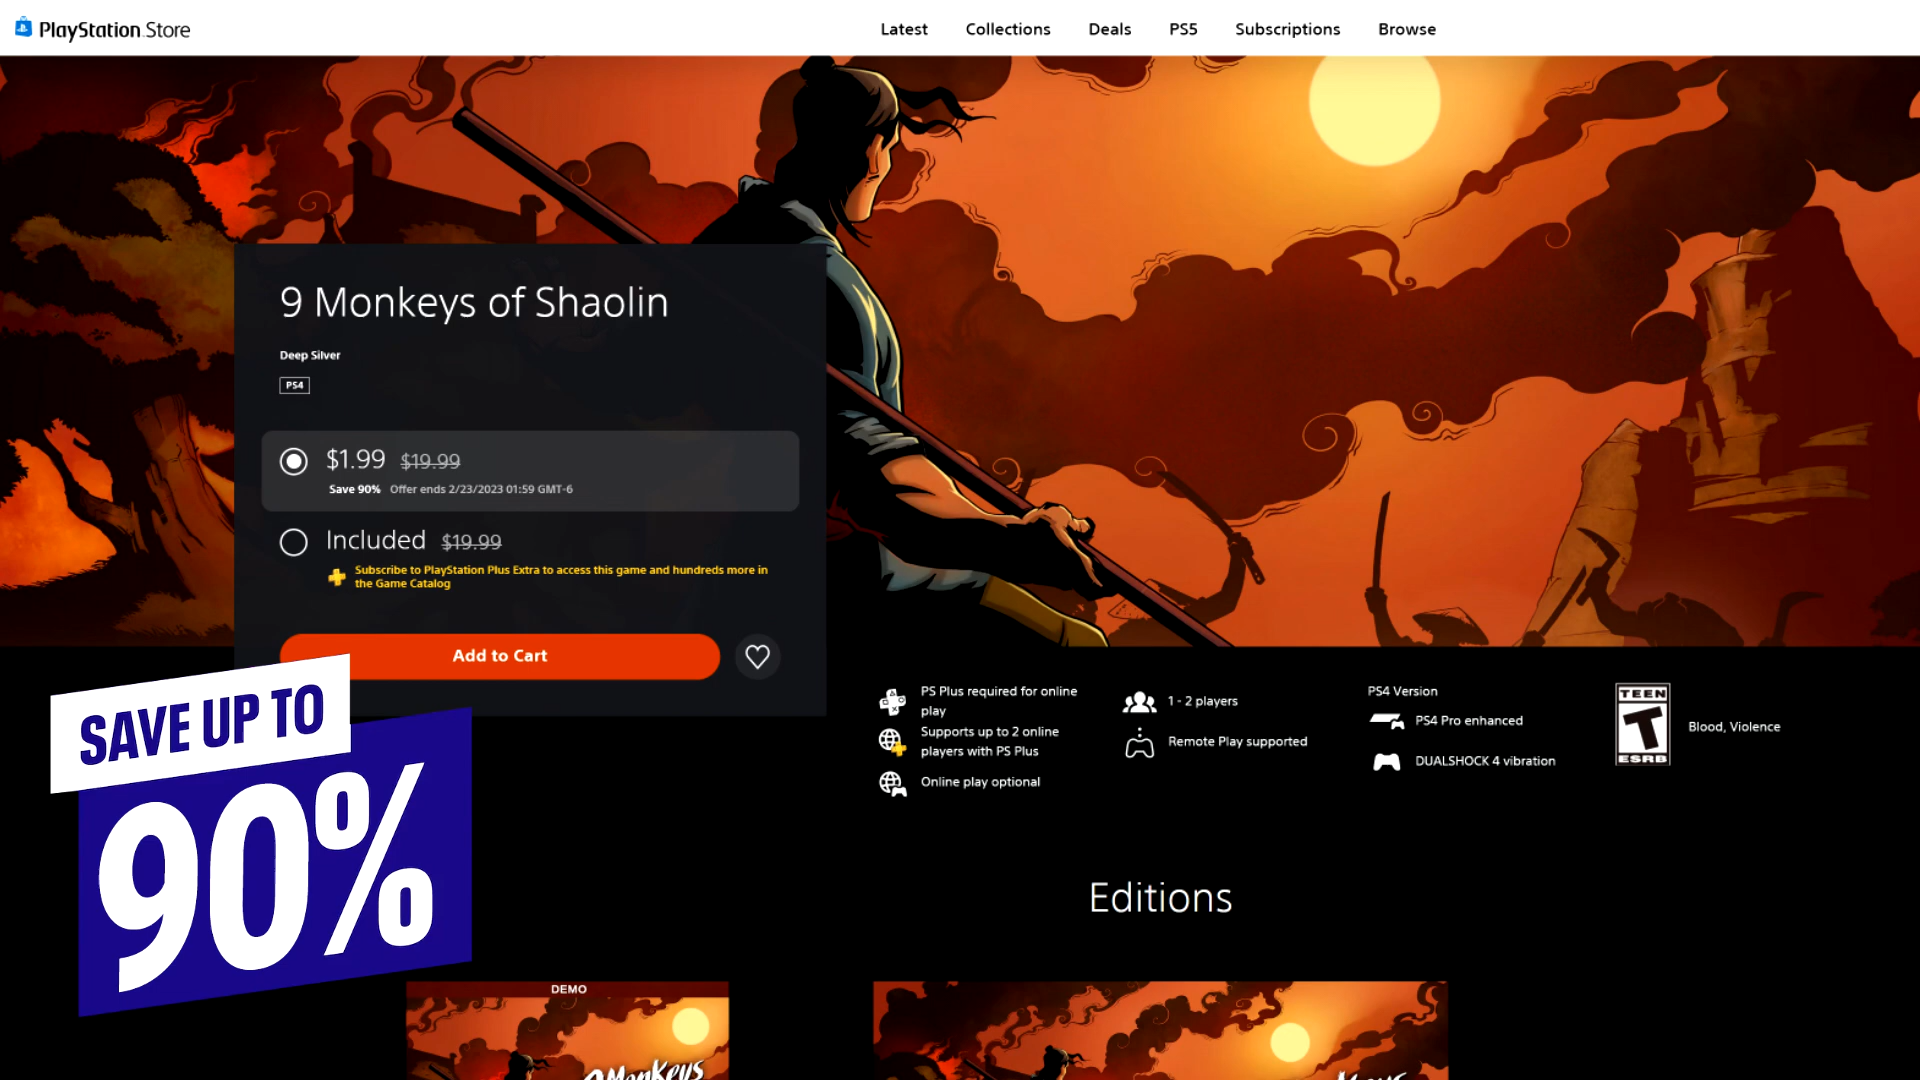 PlayStation Store
Latest Collections Deals PS5 Subscriptions Browse
9 Monkeys of Shaolin
Deep Silver
PS4
$1.99 $19.99
Save 90% Offer ends 2/23/2023 01:59 GMT-6
Included $19.99
Subscribe to PlayStation Plus Extra to access this game and hundreds more in
the Game Catalog
Add to Cart
SAVE UP TO
90%
PS Plus required for online
play
Supports up to 2 online
players with PS Plus
Online play optional
1 - 2 players
Remote Play supported
PS4 Version
PS4 Pro enhanced
DUALSHOCK 4 vibration
TEEN
T
ESRB
Blood, Violence
Editions
DEMO
9 Monkeys